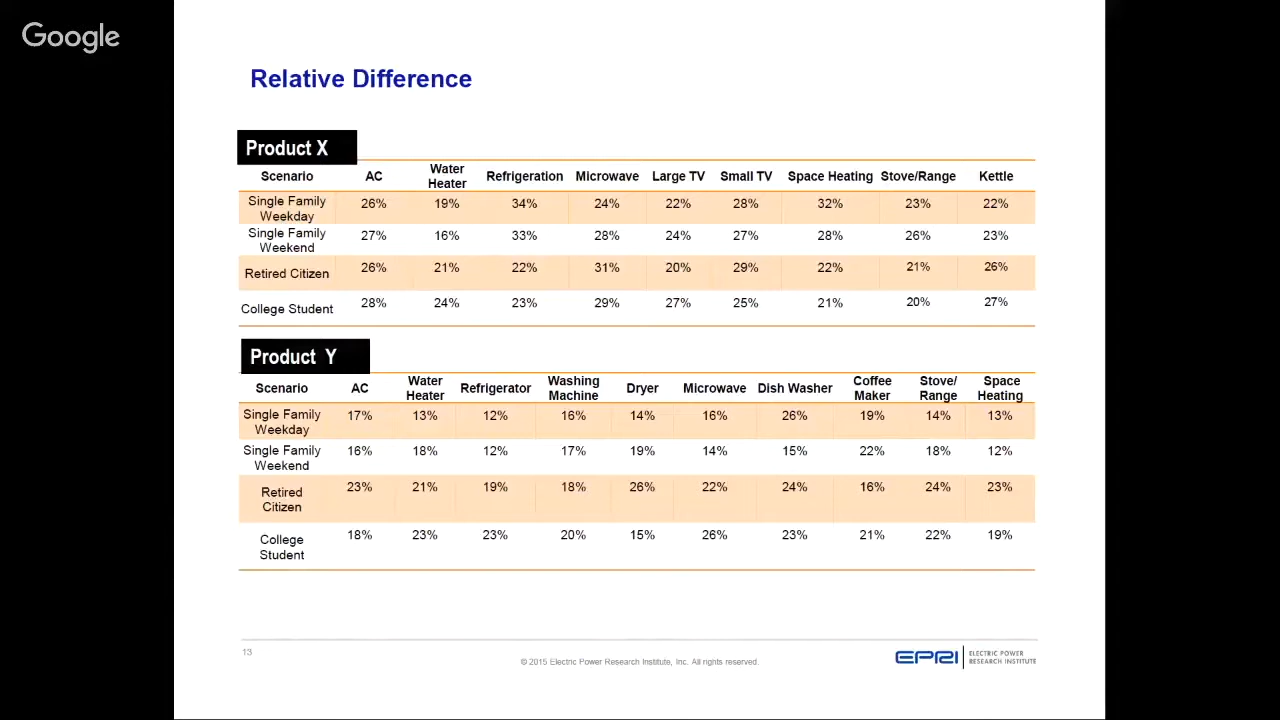 Google
Relative Difference
Product X
Scenario AC Water Heater Refrigeration Microwave Large TV Small TV Space Heating Stove/Range Kettle
Single Family Weekday 26% 19% 34% 24% 22% 28% 32% 23% 22%
Single Family Weekend 27% 16% 33% 28% 24% 27% 28% 26% 23%
Retired Citizen 26% 21% 22% 31% 20% 29% 22% 21% 26%
College Student 28% 24% 23% 29% 27% 25% 21% 20% 27%
Product Y
Scenario AC Water Heater Refrigerator Washing Machine Dryer Microwave Dish Washer Coffee Maker Stove/ Range Space Heating
Single Family Weekday 17% 13% 12% 16% 14% 16% 26% 19% 14% 13%
Single Family Weekend 16% 18% 12% 17% 19% 14% 15% 22% 18% 12%
Retired Citizen 23% 21% 19% 18% 26% 22% 24% 16% 24% 23%
College Student 18% 23% 23% 20% 15% 26% 23% 21% 22% 19%
13
© 2015 Electric Power Research Institute, Inc. All rights reserved.
EPRI ELECTRIC POWER
RESEARCH INSTITUTE